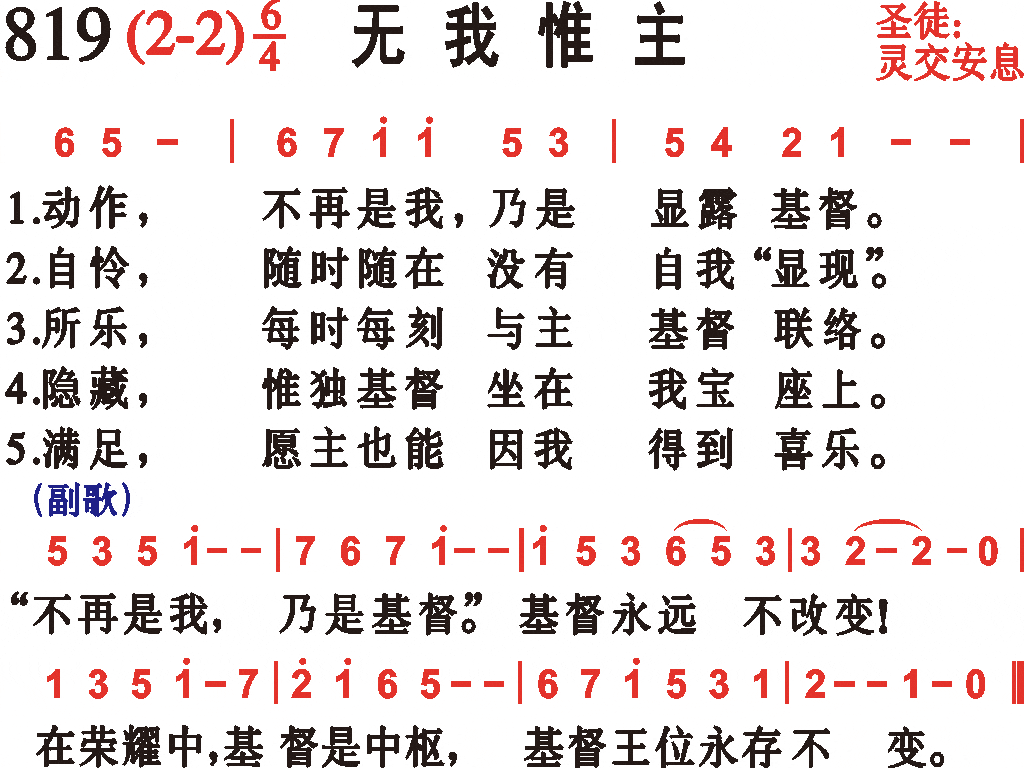 819 (2-2) 6/4 无我惟主 圣徒：
灵交安息
6 5 － | 6 7 i i 5 3 | 5 4 2 1 － － |
1.动作， 不再是我，乃是 显露 基督。
2.自怜， 随时随在 没有 自我“显现”。
3.所乐， 每时每刻 与主 基督 联络。
4.隐藏， 惟独基督 坐在 我宝 座上。
5.满足， 愿主也能 因我 得到 喜乐。
（副歌）
5 3 5 i－－|7 6 7 i－－|i 5 3 6 5 3|3 2－2－0|
“不再是我， 乃是基督。” 基督永远 不改变！
1 3 5 i－7|2̇ i 6 5－－|6 7 i 5 3 1|2－－1－0‖
在荣耀中，基 督是中枢， 基督王位永存不 变。